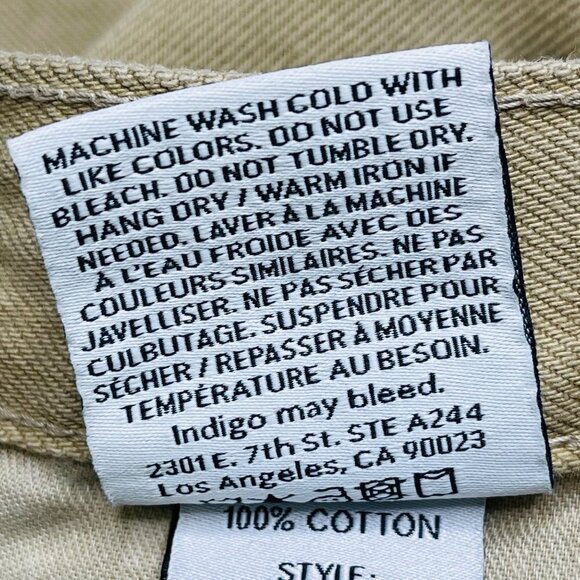 MACHINE WASH COLD WITH
LIKE COLORS. DO NOT USE
BLEACH. DO NOT TUMBLE DRY.
HANG DRY / WARM IRON IF
NEEDED. LAVER À LA MACHINE
À L'EAU FROIDE AVEC DES
COULEURS SIMILAIRES. NE PAS
JAVELLISER. NE PAS SÉCHER PAR
CULBUTAGE. SUSPENDRE POUR
SÉCHER / REPASSER À MOYENNE
TEMPÉRATURE AU BESOIN.
Indigo may bleed.
2301 E. 7th St. STE A244
Los Angeles, CA 90023
100% COTTON
STYLE: